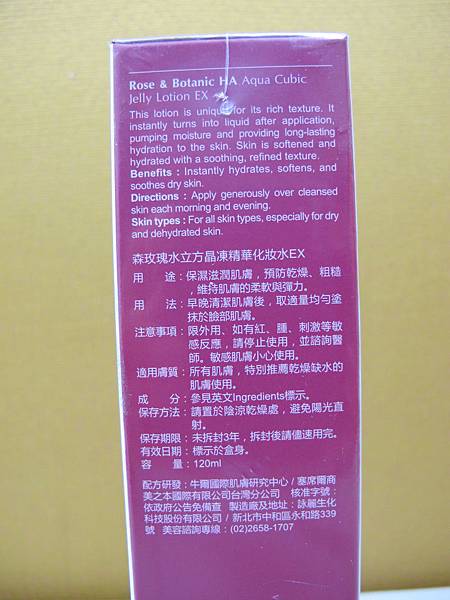 Rose & Botanic HA Aqua Cubic
Jelly Lotion EX
This lotion is unique for its rich texture. It
instantly turns into liquid after application,
pumping moisture and providing long-lasting
hydration to the skin. Skin is softened and
hydrated with a soothing, refined texture.
Benefits : Instantly hydrates, softens, and
soothes dry skin.
Directions : Apply generously over cleansed
skin each morning and evening.
Skin types : For all skin types, especially for dry
and dehydrated skin.
森玫瑰水立方晶凍精華化妝水EX
用 途：保濕滋潤肌膚，預防乾燥、粗糙
，維持肌膚的柔軟與彈力。
用 法：早晚清潔肌膚後，取適量均勻塗
抹於臉部肌膚。
注意事項：限外用、如有紅、腫、刺激等敏
感反應，請停止使用，並諮詢醫
師。敏感肌膚小心使用。
適用膚質：所有肌膚，特別推薦乾燥缺水的
肌膚使用。
成 分：參見英文Ingredients標示。
保存方法：請置於陰涼乾燥處，避免陽光直
射。
保存期限：未拆封3年，拆封後請儘速用完。
有效日期：標示於盒身。
容 量：120ml
配方研發：牛爾國際肌膚研究中心 / 塞席爾商
美之本國際有限公司台灣分公司 核准字號：
依政府公告免備查 製造廠及地址：詠麗生化
科技股份有限公司 / 新北市中和區永和路339
號 美容諮詢專線：(02)2658-1707